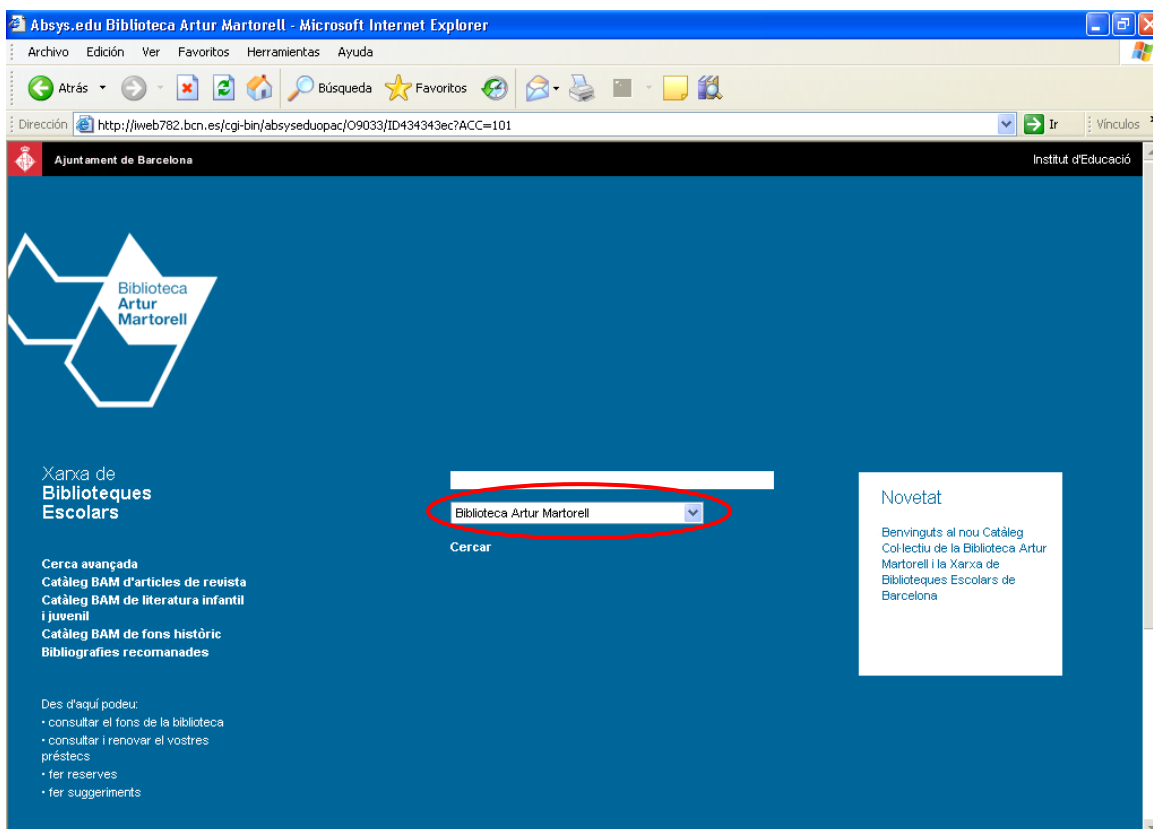 Absys.edu Biblioteca Artur Martorell - Microsoft Internet Explorer
Archivo Edición Ver Favoritos Herramientas Ayuda
Atrás Búsqueda Favoritos
Dirección http://iweb782.bcn.es/cgi-bin/absyseduopac/O9033/ID434343ec?ACC=101 Ir Vínculos
Ajuntament de Barcelona Institut d'Educació
Biblioteca
Artur
Martorell
Xarxa de
Biblioteques
Escolars
Cerca avançada
Catàleg BAM d'articles de revista
Catàleg BAM de literatura infantil
i juvenil
Catàleg BAM de fons històric
Bibliografies recomanades
Des d'aquí podeu:
• consultar el fons de la biblioteca
• consultar i renovar el vostres
préstecs
• fer reserves
• fer suggeriments
Biblioteca Artur Martorell
Cercar
Novetat
Benvinguts al nou Catàleg
Col·lectiu de la Biblioteca Artur
Martorell i la Xarxa de
Biblioteques Escolars de
Barcelona